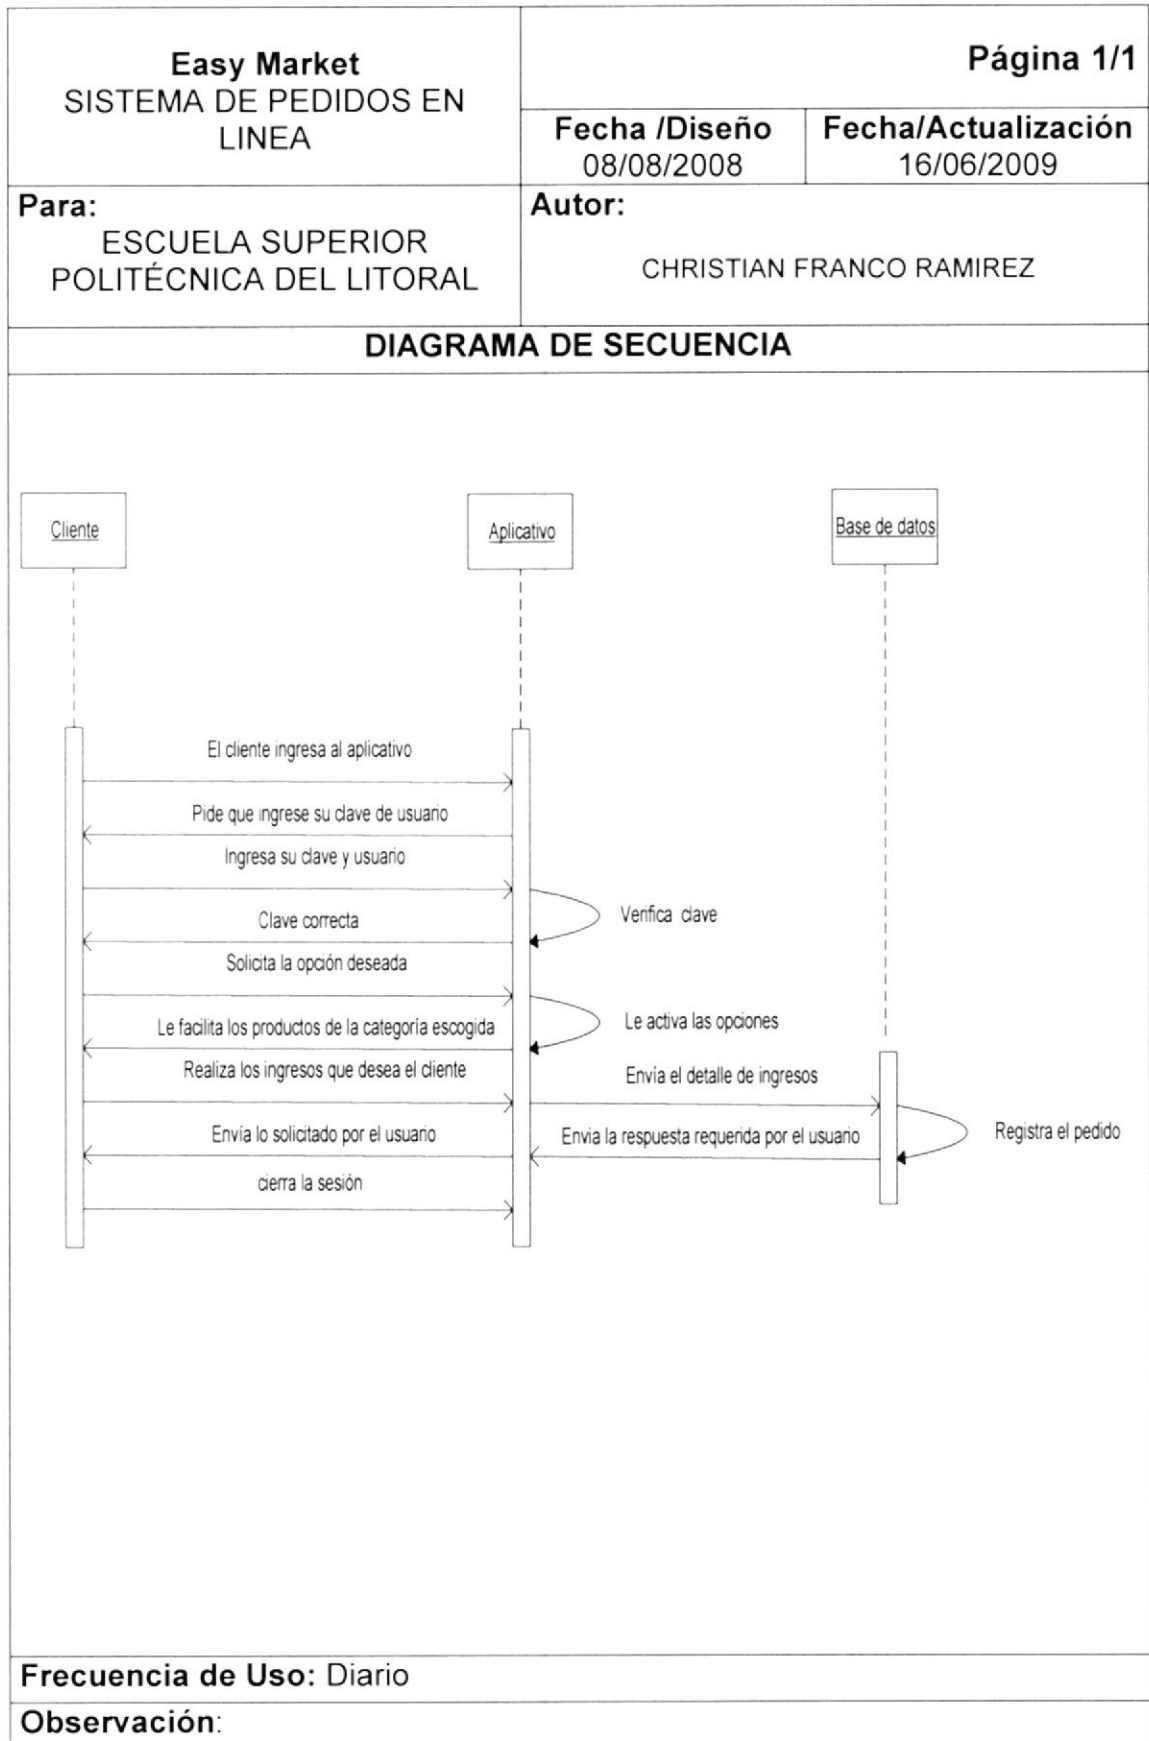 Easy Market
SISTEMA DE PEDIDOS EN
LINEA
Página 1/1
Fecha /Diseño
08/08/2008
Fecha/Actualización
16/06/2009
Para:
ESCUELA SUPERIOR
POLITÉCNICA DEL LITORAL
Autor:
CHRISTIAN FRANCO RAMIREZ
DIAGRAMA DE SECUENCIA
Cliente
Aplicativo
Base de datos
El cliente ingresa al aplicativo
Pide que ingrese su clave de usuario
Ingresa su clave y usuario
Verifica clave
Clave correcta
Solicita la opción deseada
Le activa las opciones
Le facilita los productos de la categoría escogida
Realiza los ingresos que desea el cliente
Envía el detalle de ingresos
Registra el pedido
Envía lo solicitado por el usuario
Envia la respuesta requerida por el usuario
cierra la sesión
Frecuencia de Uso: Diario
Observación: